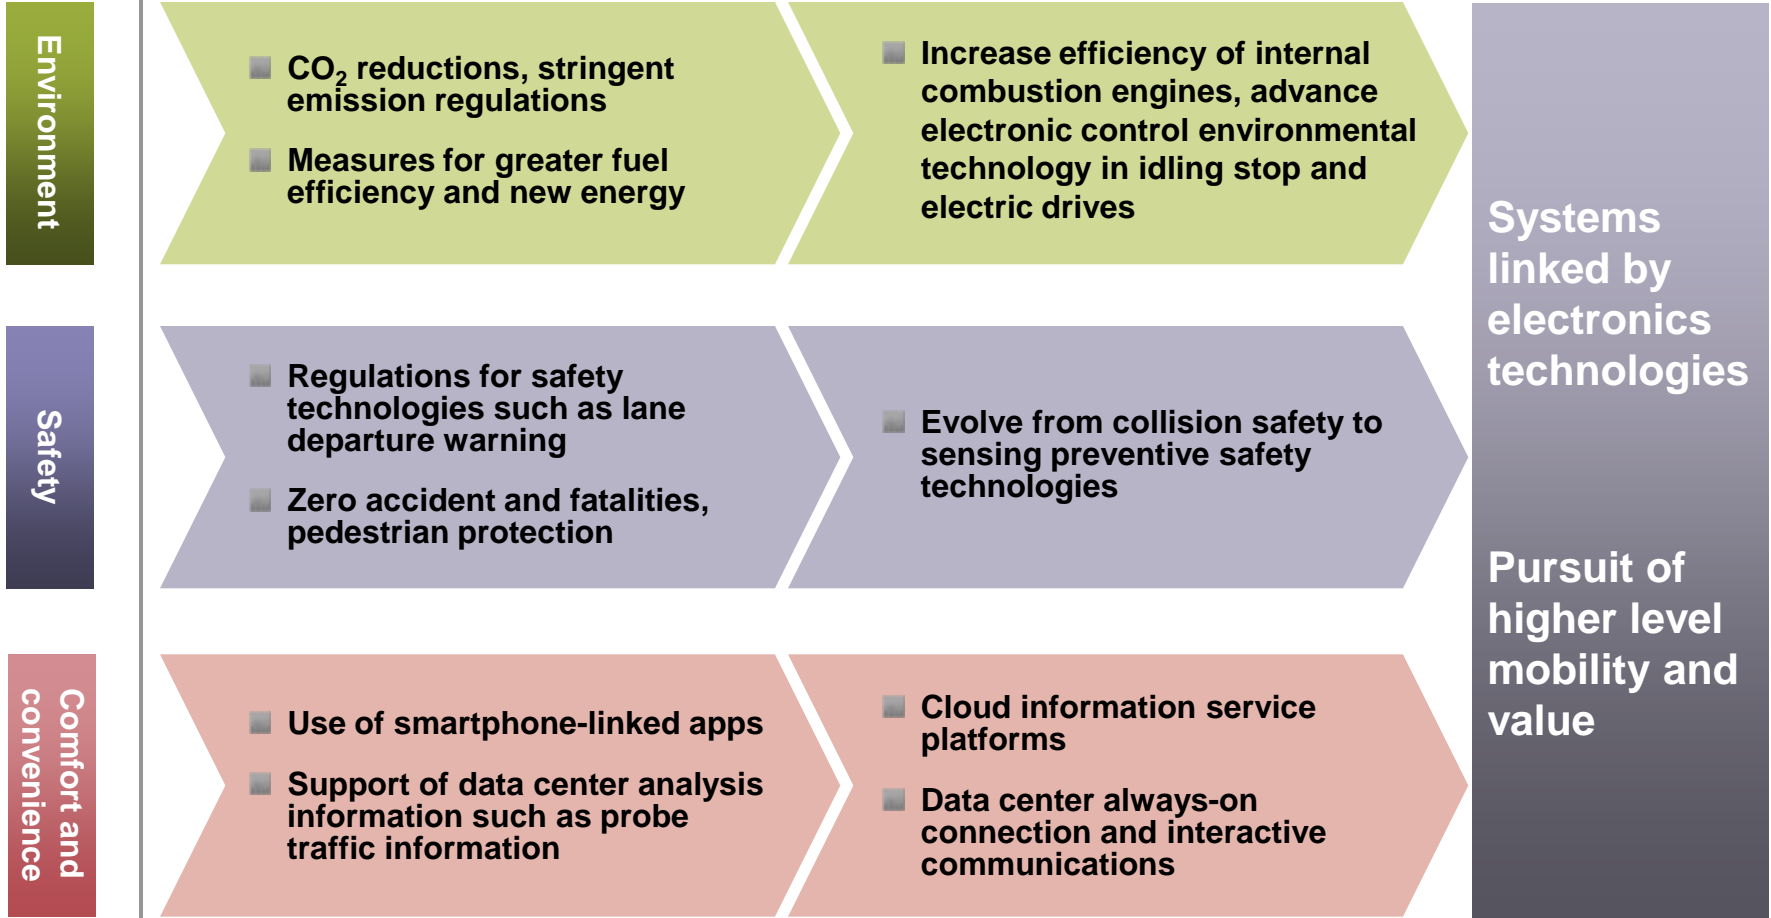 Environment
CO₂ reductions, stringent
emission regulations
Measures for greater fuel
efficiency and new energy
Increase efficiency of internal
combustion engines, advance
electronic control environmental
technology in idling stop and
electric drives
Safety
Regulations for safety
technologies such as lane
departure warning
Zero accident and fatalities,
pedestrian protection
Evolve from collision safety to
sensing preventive safety
technologies
Comfort and
convenience
Use of smartphone-linked apps
Support of data center analysis
information such as probe
traffic information
Cloud information service
platforms
Data center always-on
connection and interactive
communications
Systems
linked by
electronics
technologies
Pursuit of
higher level
mobility and
value